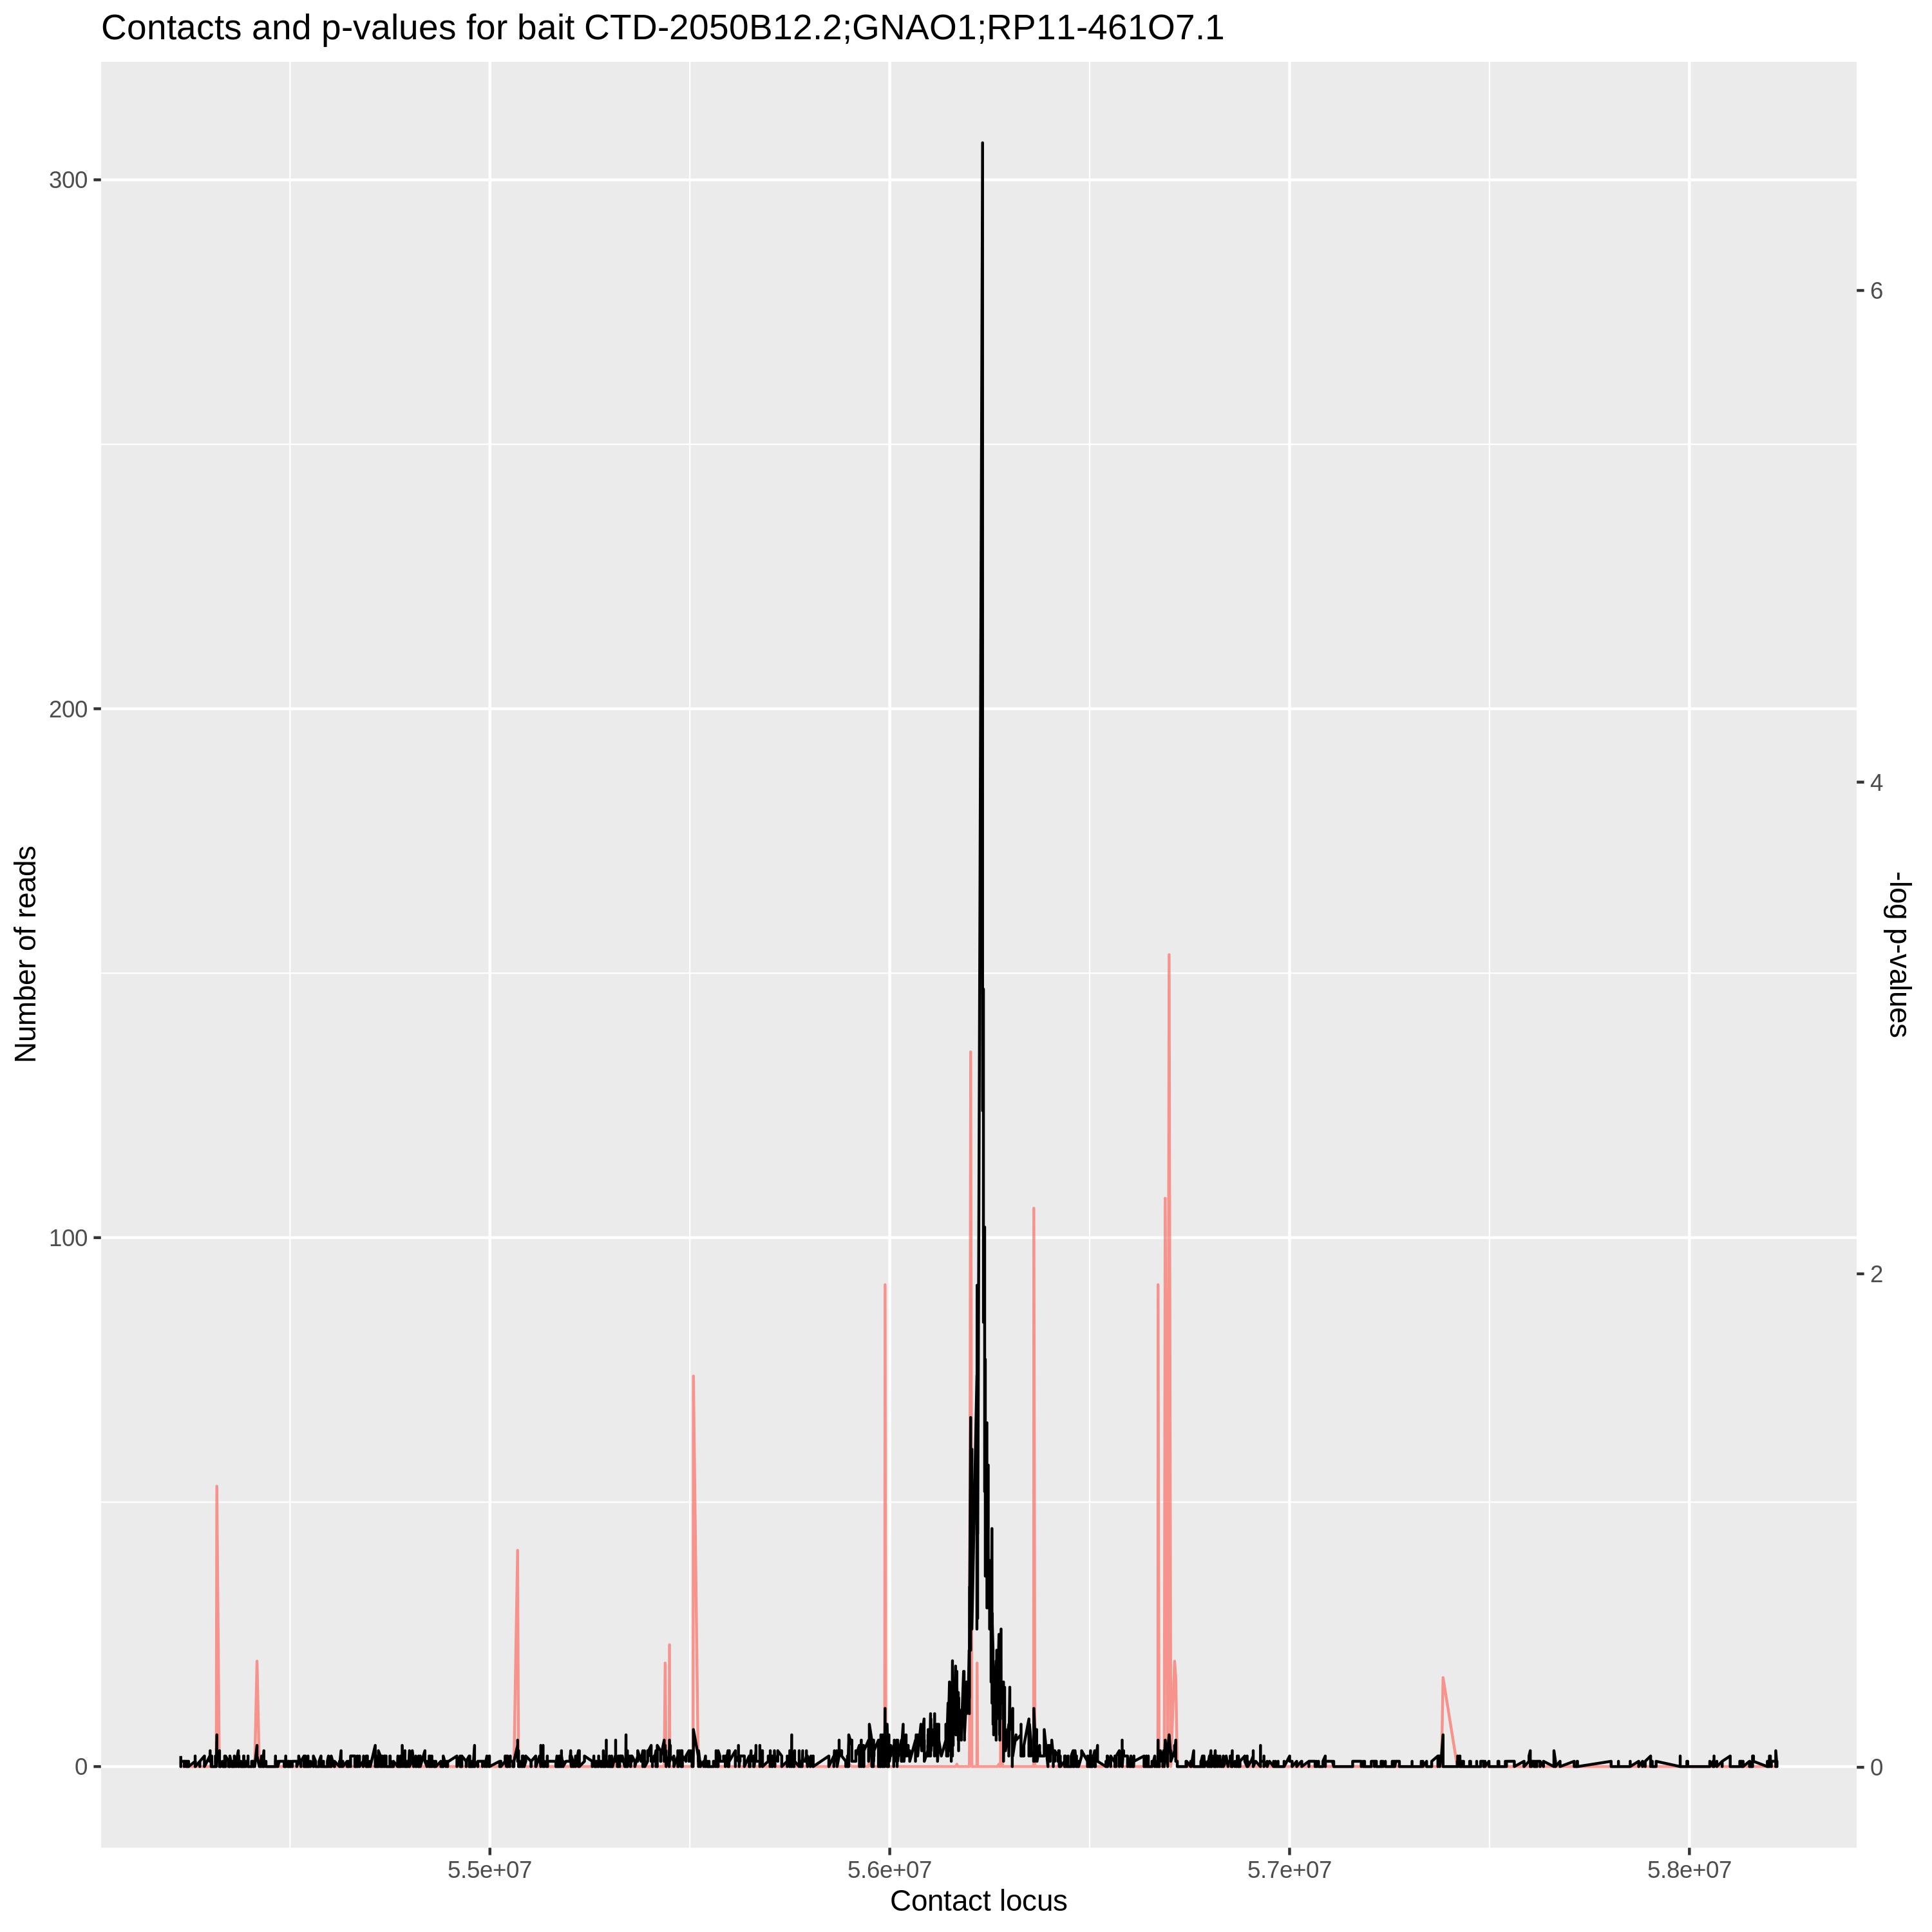 Contacts and p-values for bait CTD-2050B12.2;GNAO1;RP11-461O7.1
300
200
100
0
Number of reads
6
4
2
0
-log p-values
5.5e+07
5.6e+07
5.7e+07
5.8e+07
Contact locus